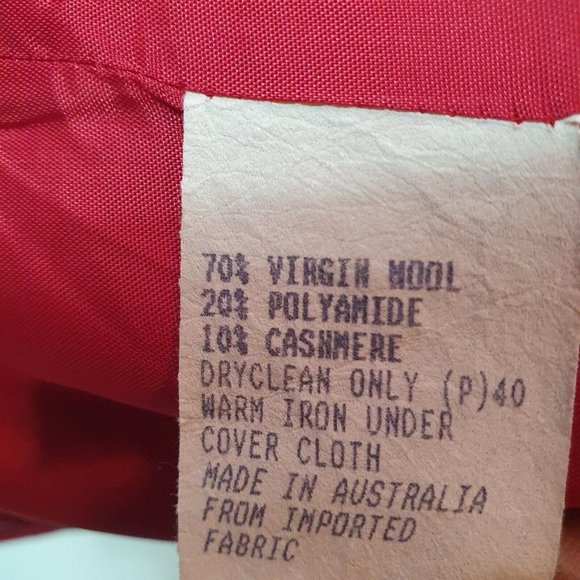 70% VIRGIN WOOL
20% POLYAMIDE
10% CASHMERE
DRYCLEAN ONLY (P)40
WARM IRON UNDER
COVER CLOTH
MADE IN AUSTRALIA
FROM IMPORTED
FABRIC